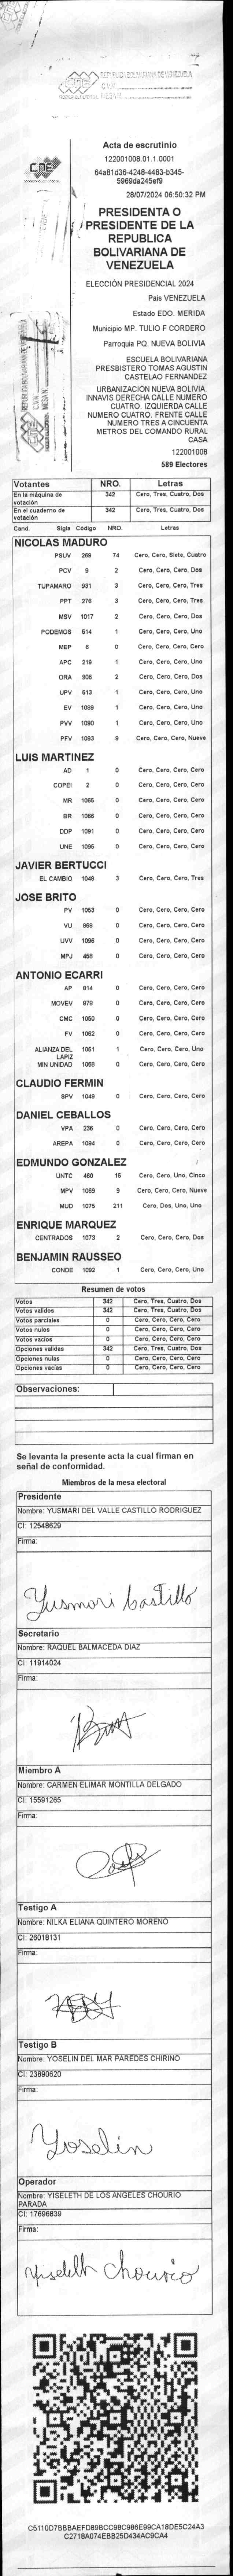 REPÚBLICA BOLIVARIANA DE VENEZUELA
CNE
Acta de escrutinio
122001008.01.1.0001
64a81d36-4248-4483-b345-
5969da245ef9
28/07/2024 06:50:32 PM
PRESIDENTA O
PRESIDENTE DE LA
REPUBLICA
BOLIVARIANA DE
VENEZUELA
ELECCIÓN PRESIDENCIAL 2024
Pais VENEZUELA
Estado EDO. MERIDA
Municipio MP. TULIO F CORDERO
Parroquia PQ. NUEVA BOLIVIA
ESCUELA BOLIVARIANA
PRESBISTERO TOMAS AGUSTIN
CASTELAO FERNANDEZ
URBANIZACIÓN NUEVA BOLIVIA.
INNAVIS DERECHA CALLE NUMERO
CUATRO. IZQUIERDA CALLE
NUMERO CUATRO. FRENTE CALLE
NUMERO TRES A CINCUENTA
METROS DEL COMANDO RURAL
CASA
122001008
589 Electores
Votantes NRO. Letras
En la máquina de votación 342 Cero, Tres, Cuatro, Dos
En el cuaderno de votación 342 Cero, Tres, Cuatro, Dos
Cand. Sigla Código NRO. Letras
NICOLAS MADURO
PSUV 269 74 Cero, Cero, Siete, Cuatro
PCV 9 2 Cero, Cero, Cero, Dos
TUPAMARO 931 3 Cero, Cero, Cero, Tres
PPT 276 3 Cero, Cero, Cero, Tres
MSV 1017 2 Cero, Cero, Cero, Dos
PODEMOS 514 1 Cero, Cero, Cero, Uno
MEP 6 0 Cero, Cero, Cero, Cero
APC 219 1 Cero, Cero, Cero, Uno
ORA 906 2 Cero, Cero, Cero, Dos
UPV 513 1 Cero, Cero, Cero, Uno
EV 1089 1 Cero, Cero, Cero, Uno
PVV 1090 1 Cero, Cero, Cero, Uno
PFV 1093 9 Cero, Cero, Cero, Nueve
LUIS MARTINEZ
AD 1 0 Cero, Cero, Cero, Cero
COPEI 2 0 Cero, Cero, Cero, Cero
MR 1065 0 Cero, Cero, Cero, Cero
BR 1066 0 Cero, Cero, Cero, Cero
DDP 1091 0 Cero, Cero, Cero, Cero
UNE 1095 0 Cero, Cero, Cero, Cero
JAVIER BERTUCCI
EL CAMBIO 1048 3 Cero, Cero, Cero, Tres
JOSE BRITO
PV 1053 0 Cero, Cero, Cero, Cero
VU 868 0 Cero, Cero, Cero, Cero
UVV 1096 0 Cero, Cero, Cero, Cero
MPJ 458 0 Cero, Cero, Cero, Cero
ANTONIO ECARRI
AP 814 0 Cero, Cero, Cero, Cero
MOVEV 978 0 Cero, Cero, Cero, Cero
CMC 1050 0 Cero, Cero, Cero, Cero
FV 1062 0 Cero, Cero, Cero, Cero
ALIANZA DEL LAPIZ 1051 1 Cero, Cero, Cero, Uno
MIN UNIDAD 1068 0 Cero, Cero, Cero, Cero
CLAUDIO FERMIN
SPV 1049 0 Cero, Cero, Cero, Cero
DANIEL CEBALLOS
VPA 236 0 Cero, Cero, Cero, Cero
AREPA 1094 0 Cero, Cero, Cero, Cero
EDMUNDO GONZALEZ
UNTC 460 15 Cero, Cero, Uno, Cinco
MPV 1069 9 Cero, Cero, Cero, Nueve
MUD 1075 211 Cero, Dos, Uno, Uno
ENRIQUE MARQUEZ
CENTRADOS 1073 2 Cero, Cero, Cero, Dos
BENJAMIN RAUSSEO
CONDE 1092 1 Cero, Cero, Cero, Uno
Resumen de votos
Votos 342 Cero, Tres, Cuatro, Dos
Votos validos 342 Cero, Tres, Cuatro, Dos
Votos parciales 0 Cero, Cero, Cero, Cero
Votos nulos 0 Cero, Cero, Cero, Cero
Votos vacios 0 Cero, Cero, Cero, Cero
Opciones validas 342 Cero, Tres, Cuatro, Dos
Opciones nulas 0 Cero, Cero, Cero, Cero
Opciones vacias 0 Cero, Cero, Cero, Cero
Observaciones:
Se levanta la presente acta la cual firman en
señal de conformidad.
Miembros de la mesa electoral
Presidente
Nombre: YUSMARI DEL VALLE CASTILLO RODRIGUEZ
CI: 12548629
Firma:
Yusmari Castillo
Secretario
Nombre: RAQUEL BALMACEDA DIAZ
CI: 11914024
Firma:
Miembro A
Nombre: CARMEN ELIMAR MONTILLA DELGADO
CI: 15591265
Firma:
Testigo A
Nombre: NILKA ELIANA QUINTERO MORENO
CI: 26018131
Firma:
Testigo B
Nombre: YOSELIN DEL MAR PAREDES CHIRINO
CI: 23890620
Firma:
Yoselin
Operador
Nombre: YISELETH DE LOS ANGELES CHOURIO
PARADA
CI: 17696839
Firma:
Yiseleth Chourio
C5110D7BBBAEFD89BCC98C986E99CA18DE5C24A3
C271BA074EBB25D434AC9CA4